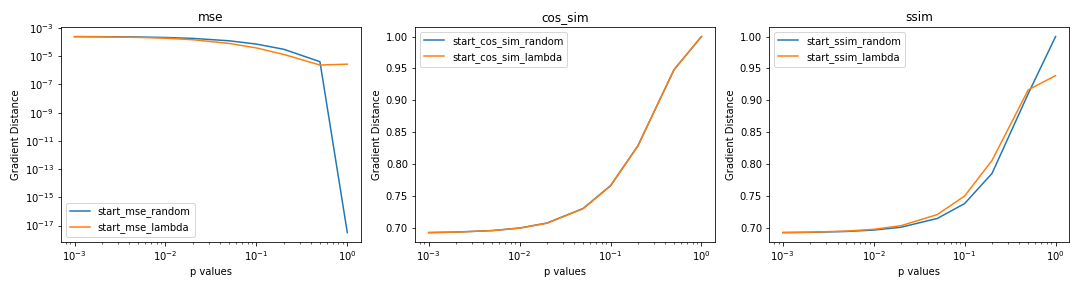 mse
Gradient Distance
10⁻³
10⁻⁵
10⁻⁷
10⁻⁹
10⁻¹¹
10⁻¹³
10⁻¹⁵
10⁻¹⁷
start_mse_random
start_mse_lambda
10⁻³ 10⁻² 10⁻¹ 10⁰
p values
cos_sim
Gradient Distance
1.00
0.95
0.90
0.85
0.80
0.75
0.70
start_cos_sim_random
start_cos_sim_lambda
10⁻³ 10⁻² 10⁻¹ 10⁰
p values
ssim
Gradient Distance
1.00
0.95
0.90
0.85
0.80
0.75
0.70
start_ssim_random
start_ssim_lambda
10⁻³ 10⁻² 10⁻¹ 10⁰
p values